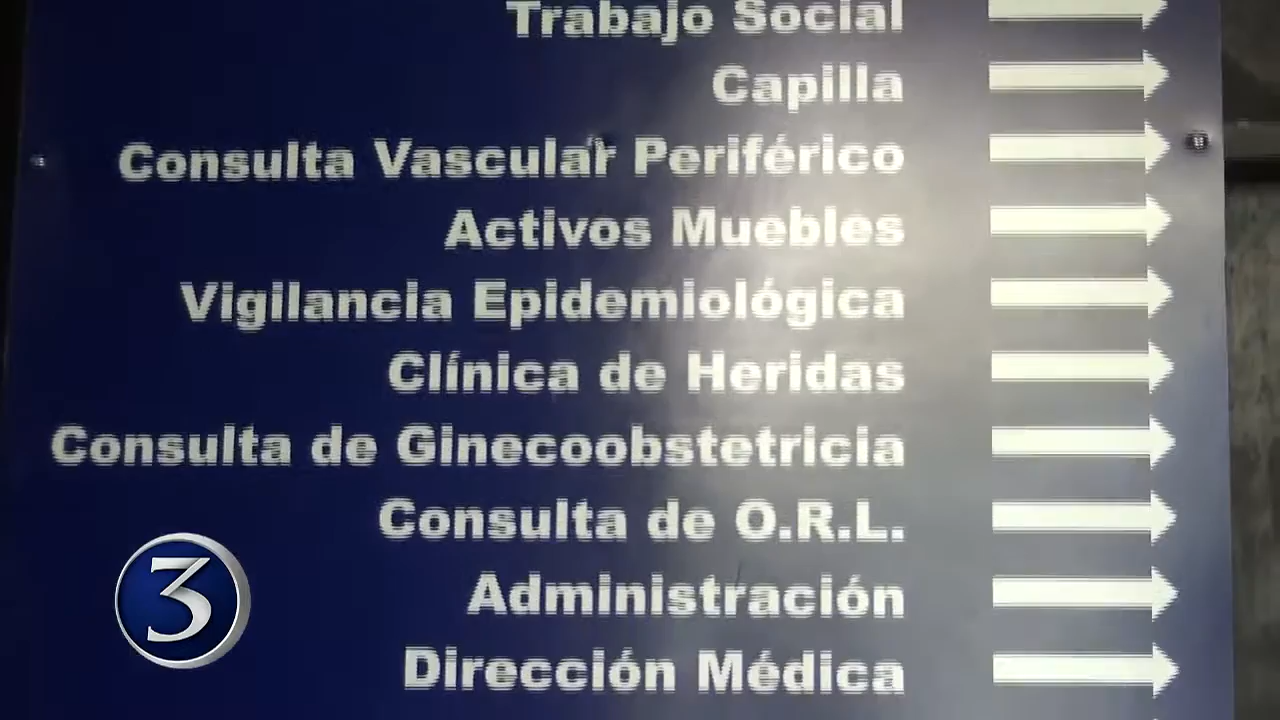 Trabajo Social
Capilla
Consulta Vascular Periférico
Activos Muebles
Vigilancia Epidemiológica
Clínica de Heridas
Consulta de Ginecoobstetricia
Consulta de O.R.L.
Administración
Dirección Médica
3